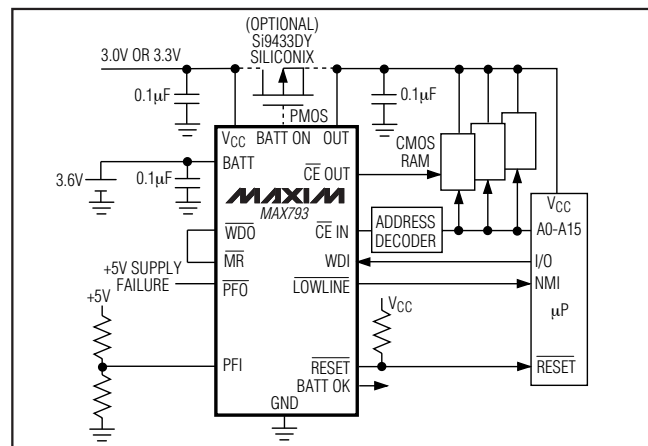 (OPTIONAL)
Si9433DY
SILICONIX
3.0V OR 3.3V
0.1µF
PMOS
0.1µF
VCC
BATT ON
OUT
CMOS
RAM
BATT
CE OUT
3.6V
0.1µF
MAXIM
MAX793
VCC
WDO
CE IN
ADDRESS
DECODER
A0-A15
MR
WDI
I/O
+5V SUPPLY
FAILURE
PFO
LOWLINE
NMI
+5V
VCC
µP
PFI
RESET
RESET
BATT OK
GND